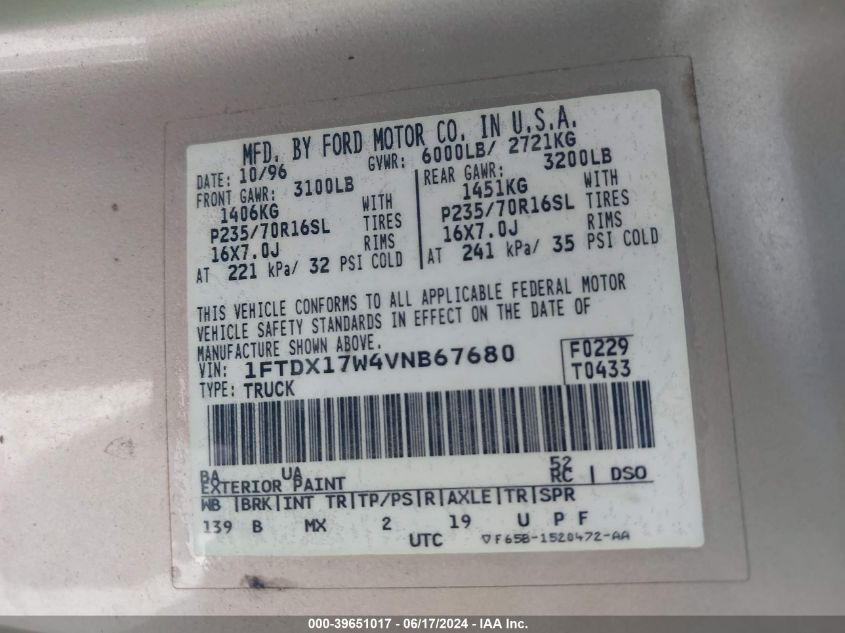 MFD. BY FORD MOTOR CO. IN U.S.A.
DATE: 10/96 GVWR: 6000LB/ 2721KG
FRONT GAWR: 3100LB REAR GAWR: 3200LB
1406KG WITH 1451KG WITH
P235/70R16SL TIRES P235/70R16SL TIRES
16X7.0J RIMS 16X7.0J RIMS
AT 221 kPa/ 32 PSI COLD AT 241 kPa/ 35 PSI COLD
THIS VEHICLE CONFORMS TO ALL APPLICABLE FEDERAL MOTOR
VEHICLE SAFETY STANDARDS IN EFFECT ON THE DATE OF
MANUFACTURE SHOWN ABOVE.
VIN: 1FTDX17W4VNB67680 F0229
TYPE: TRUCK T0433
BA UA 52
EXTERIOR PAINT RC | DSO
WB |BRK|INT TR|TP/PS|R|AXLE|TR|SPR
139 B MX 2 19 U P F
UTC ▽F65B-1520472-AA
000-39651017 - 06/17/2024 - IAA Inc.